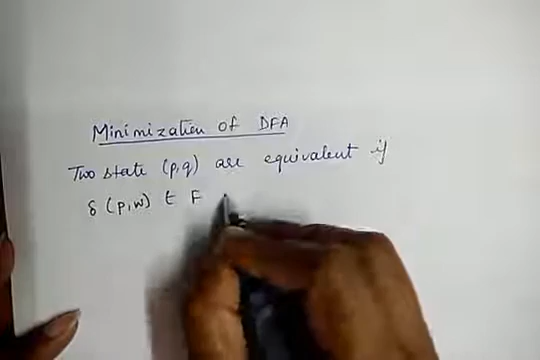 Minimization of DFA
Two state (p,q) are equivalent if
δ (p,w) ∈ F